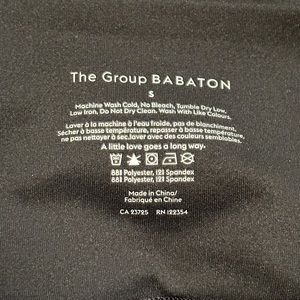 The Group BABATON
S
Machine Wash Cold, No Bleach, Tumble Dry Low,
Low Iron, Do Not Dry Clean. Wash With Like Colours.
Laver à la machine à l'eau froide, pas de blanchiment,
Sécher à basse température, repasser à basse température,
ne pas nettoyer à sec, laver avec des couleurs semblables.
A little love goes a long way.
88% Polyester, 12% Spandex
88% Polyester, 12% Spandex
Made in China/
Fabriqué en Chine
CA 23725 RN 122354